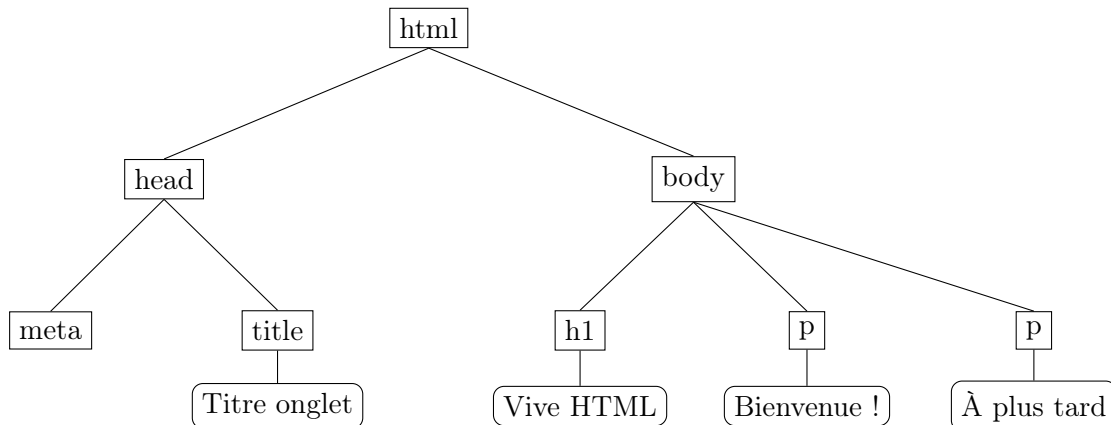 html
head
body
meta
title
h1
p
p
Titre onglet
Vive HTML
Bienvenue !
À plus tard